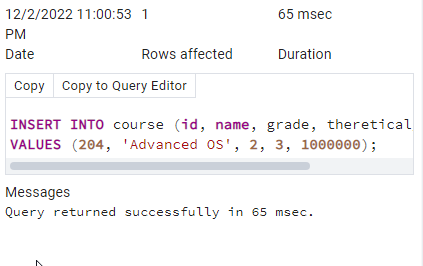 12/2/2022 11:00:53 1 65 msec
PM
Date Rows affected Duration
Copy Copy to Query Editor
INSERT INTO course (id, name, grade, theretical
VALUES (204, 'Advanced OS', 2, 3, 1000000);
Messages
Query returned successfully in 65 msec.